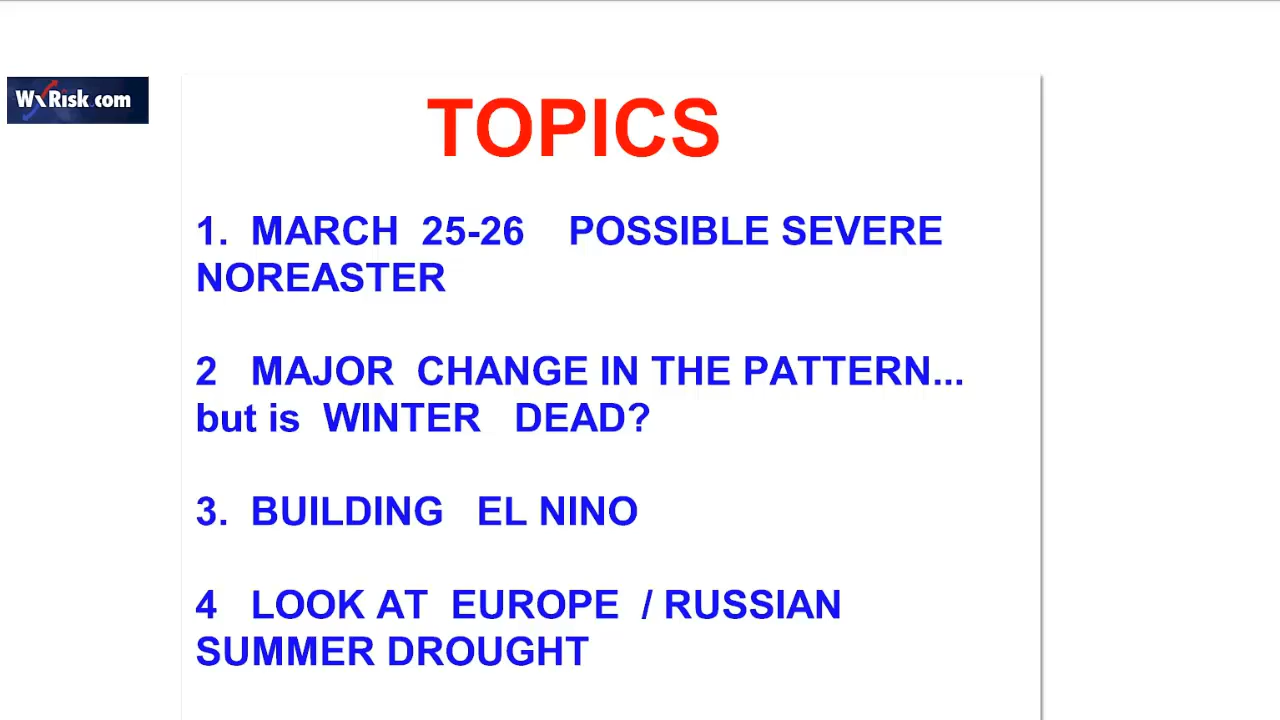 WxRisk.com
TOPICS
1. MARCH 25-26 POSSIBLE SEVERE
NOREASTER
2 MAJOR CHANGE IN THE PATTERN...
but is WINTER DEAD?
3. BUILDING EL NINO
4 LOOK AT EUROPE / RUSSIAN
SUMMER DROUGHT